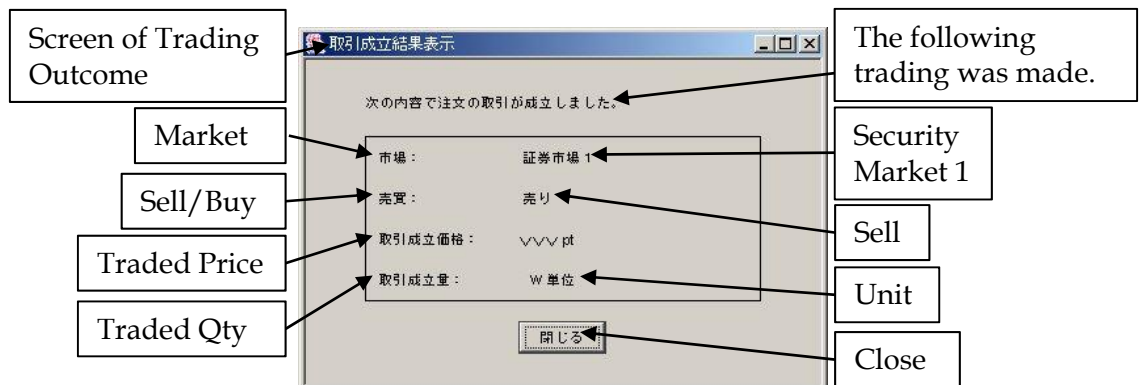 Screen of Trading
Outcome
取引成立結果表示
The following
trading was made.
次の内容で注文の取引が成立しました。
Market
市場：
証券市場 1
Security
Market 1
Sell/Buy
売買：
売り
Sell
Traded Price
取引成立価格：
VVV pt
Traded Qty
取引成立量：
W 単位
Unit
閉じる
Close